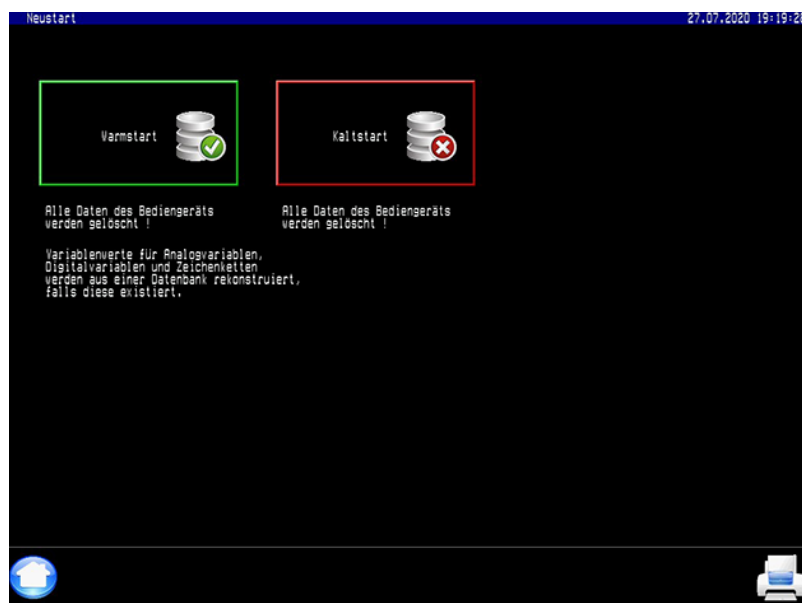 Neustart
27.07.2020 19:19:28
Warmstart
Kaltstart
Alle Daten des Bediengeräts
werden gelöscht !
Alle Daten des Bediengeräts
werden gelöscht !
Variablenwerte für Analogvariablen,
Digitalvariablen und Zeichenketten
werden aus einer Datenbank rekonstruiert,
falls diese existiert.